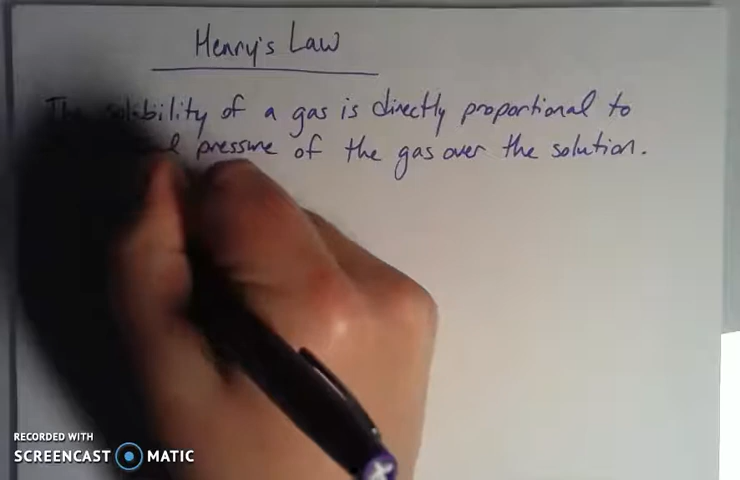 Henry's Law
The solubility of a gas is directly proportional to
pressure of the gas over the solution.
RECORDED WITH
SCREENCAST MATIC